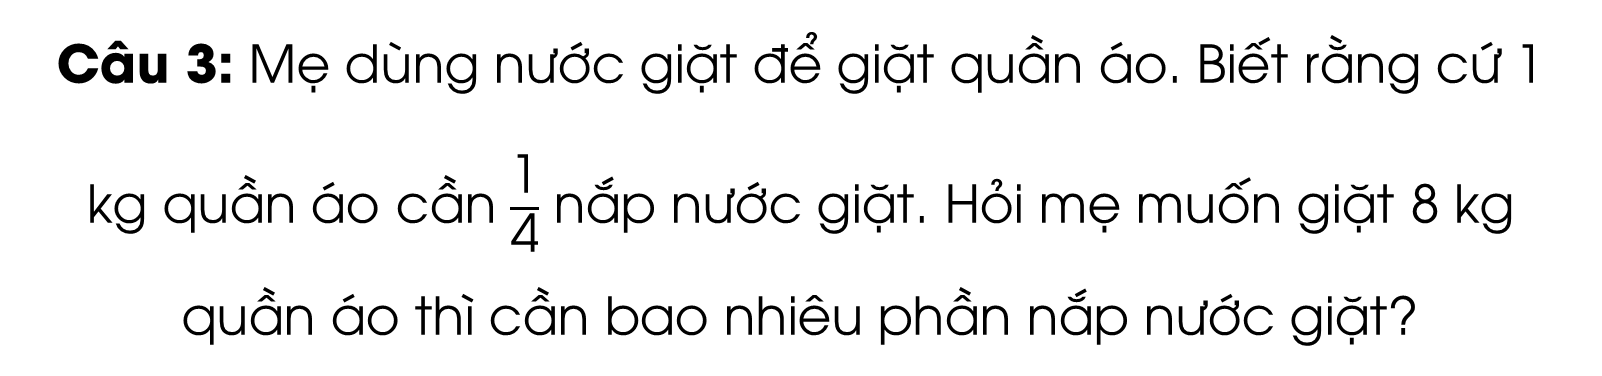 Câu 3: Mẹ dùng nước giặt để giặt quần áo. Biết rằng cứ 1
kg quần áo cần 1/4 nắp nước giặt. Hỏi mẹ muốn giặt 8 kg
quần áo thì cần bao nhiêu phần nắp nước giặt?